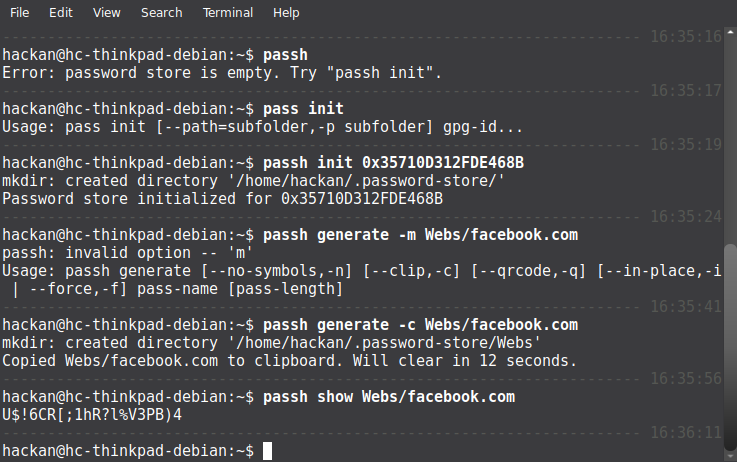 File Edit View Search Terminal Help
16:35:16
hackan@hc-thinkpad-debian:~$ passh
Error: password store is empty. Try "passh init".
16:35:17
hackan@hc-thinkpad-debian:~$ pass init
Usage: pass init [--path=subfolder,-p subfolder] gpg-id...
16:35:19
hackan@hc-thinkpad-debian:~$ passh init 0x35710D312FDE468B
mkdir: created directory '/home/hackan/.password-store/'
Password store initialized for 0x35710D312FDE468B
16:35:24
hackan@hc-thinkpad-debian:~$ passh generate -m Webs/facebook.com
passh: invalid option -- 'm'
Usage: passh generate [--no-symbols,-n] [--clip,-c] [--qrcode,-q] [--in-place,-i
| --force,-f] pass-name [pass-length]
16:35:41
hackan@hc-thinkpad-debian:~$ passh generate -c Webs/facebook.com
mkdir: created directory '/home/hackan/.password-store/Webs'
Copied Webs/facebook.com to clipboard. Will clear in 12 seconds.
16:35:56
hackan@hc-thinkpad-debian:~$ passh show Webs/facebook.com
U$!6CR[;1hR?l%V3PB)4
16:36:11
hackan@hc-thinkpad-debian:~$